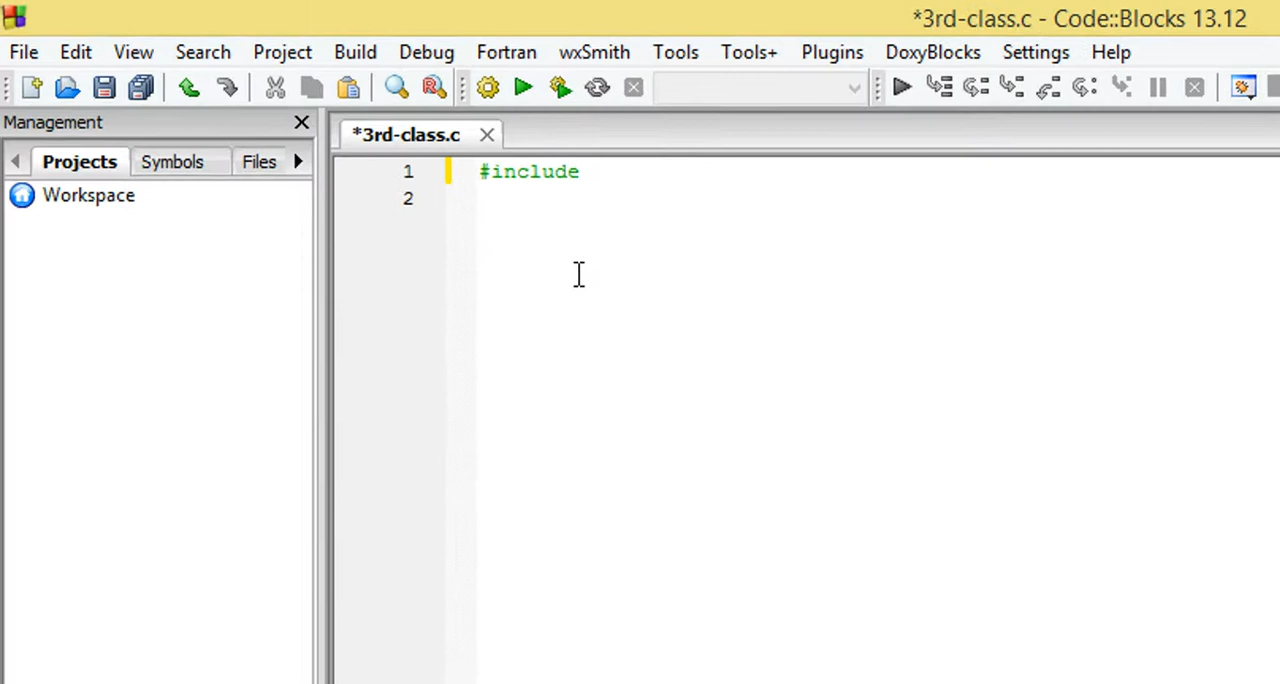 *3rd-class.c - Code::Blocks 13.12
File Edit View Search Project Build Debug Fortran wxSmith Tools Tools+ Plugins DoxyBlocks Settings Help
Management
*3rd-class.c
Projects Symbols Files
Workspace
1 #include
2